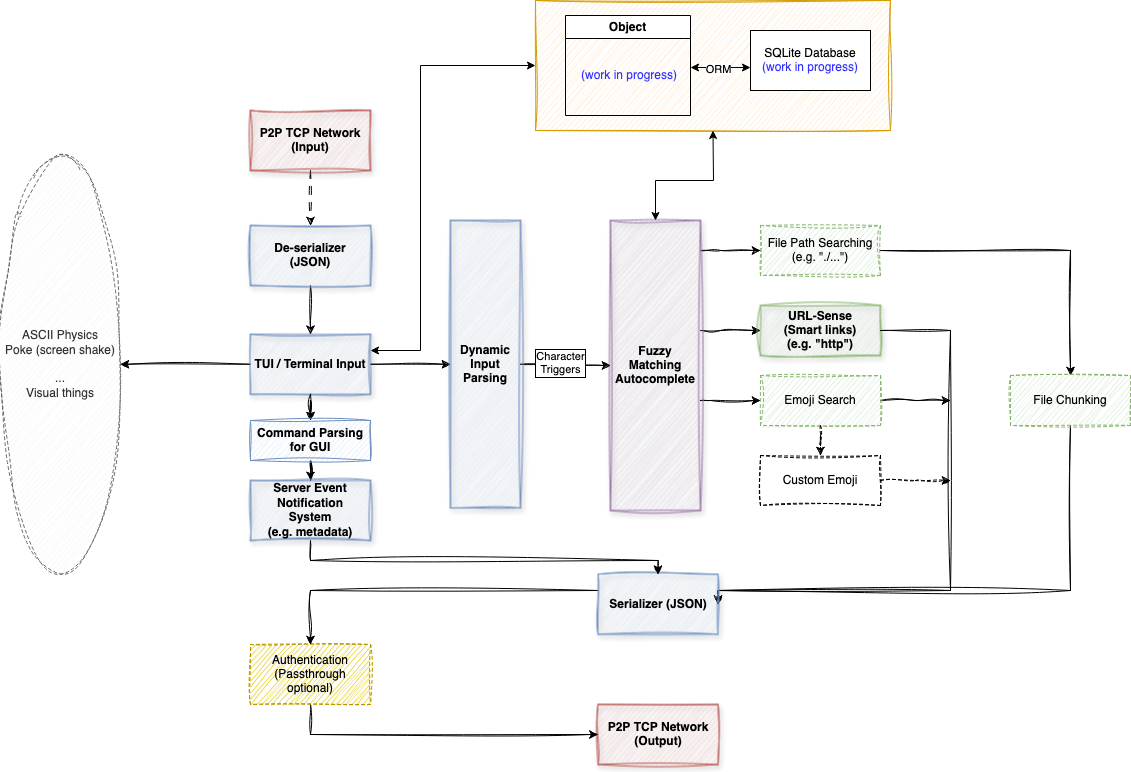 Object
(work in progress)
ORM
SQLite Database
(work in progress)
P2P TCP Network
(Input)
De-serializer
(JSON)
ASCII Physics
Poke (screen shake)
...
Visual things
TUI / Terminal Input
Command Parsing
for GUI
Server Event
Notification
System
(e.g. metadata)
Dynamic
Input
Parsing
Character
Triggers
Fuzzy
Matching
Autocomplete
File Path Searching
(e.g. "./...")
URL-Sense
(Smart links)
(e.g. "http")
Emoji Search
Custom Emoji
File Chunking
Serializer (JSON)
Authentication
(Passthrough
optional)
P2P TCP Network
(Output)